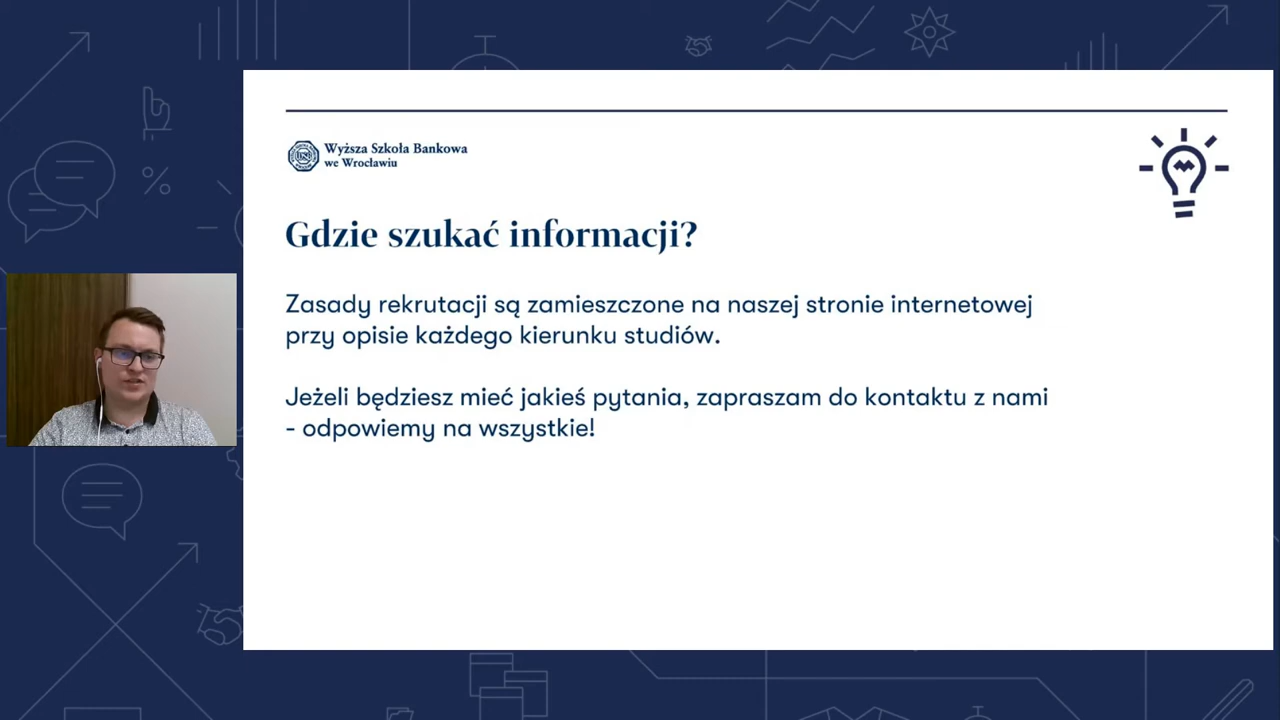 Wyższa Szkoła Bankowa
we Wrocławiu
Gdzie szukać informacji?
Zasady rekrutacji są zamieszczone na naszej stronie internetowej
przy opisie każdego kierunku studiów.
Jeżeli będziesz mieć jakieś pytania, zapraszam do kontaktu z nami
- odpowiemy na wszystkie!